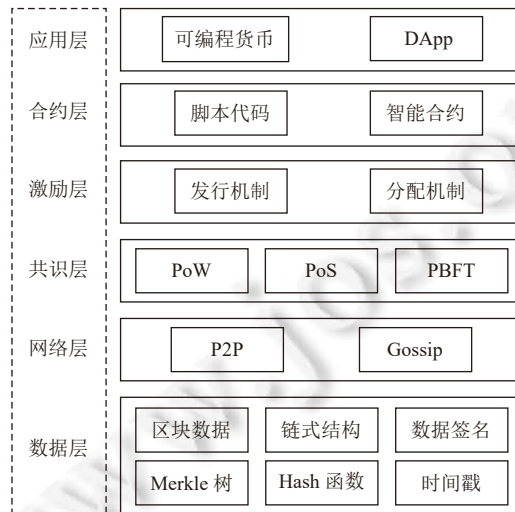 应用层 可编程货币 DApp
合约层 脚本代码 智能合约
激励层 发行机制 分配机制
共识层 PoW PoS PBFT
网络层 P2P Gossip
数据层
区块数据 链式结构 数据签名
Merkle 树 Hash 函数 时间戳
www.jos.o